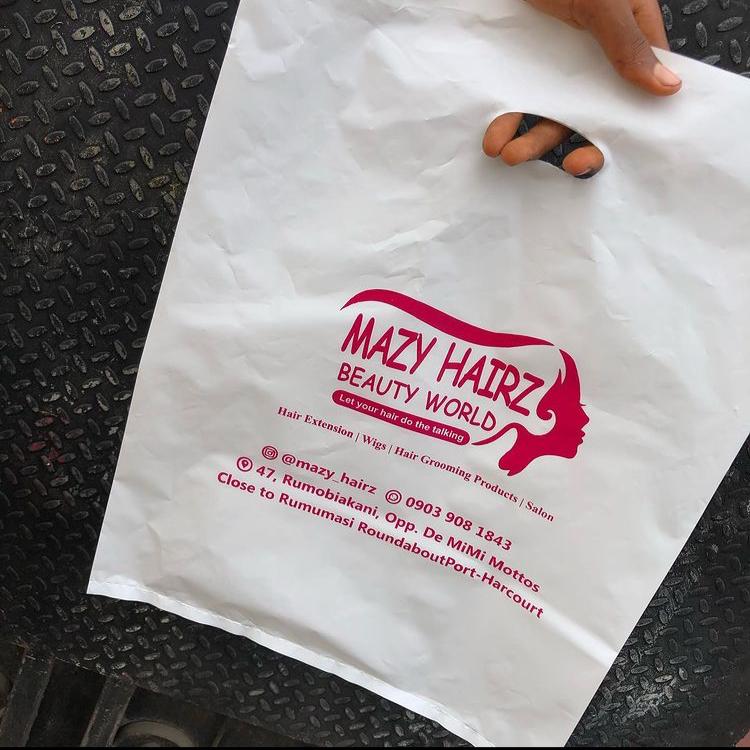 MAZY HAIRZ
BEAUTY WORLD
Let your hair do the talking
Hair Extension | Wigs | Hair Grooming Products | Salon
@mazy_hairz 0903 908 1843
47, Rumobiakani, Opp. De MiMi Mottos
Close to Rumumasi RoundaboutPort-Harcourt